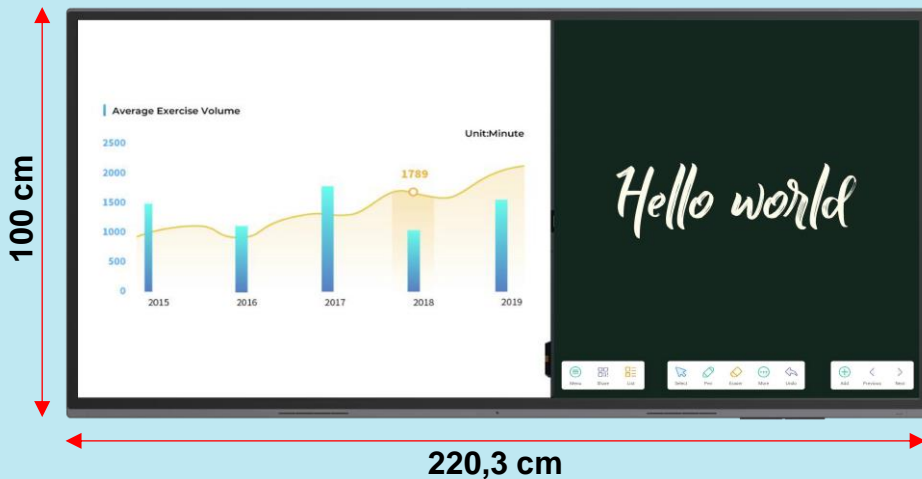 100 cm
Average Exercise Volume
Unit:Minute
2500
2000
1500
1000
500
0
1789
2015 2016 2017 2018 2019
Hello world
Menu Share List
Select Pen Eraser More Undo
Add Previous Next
220,3 cm